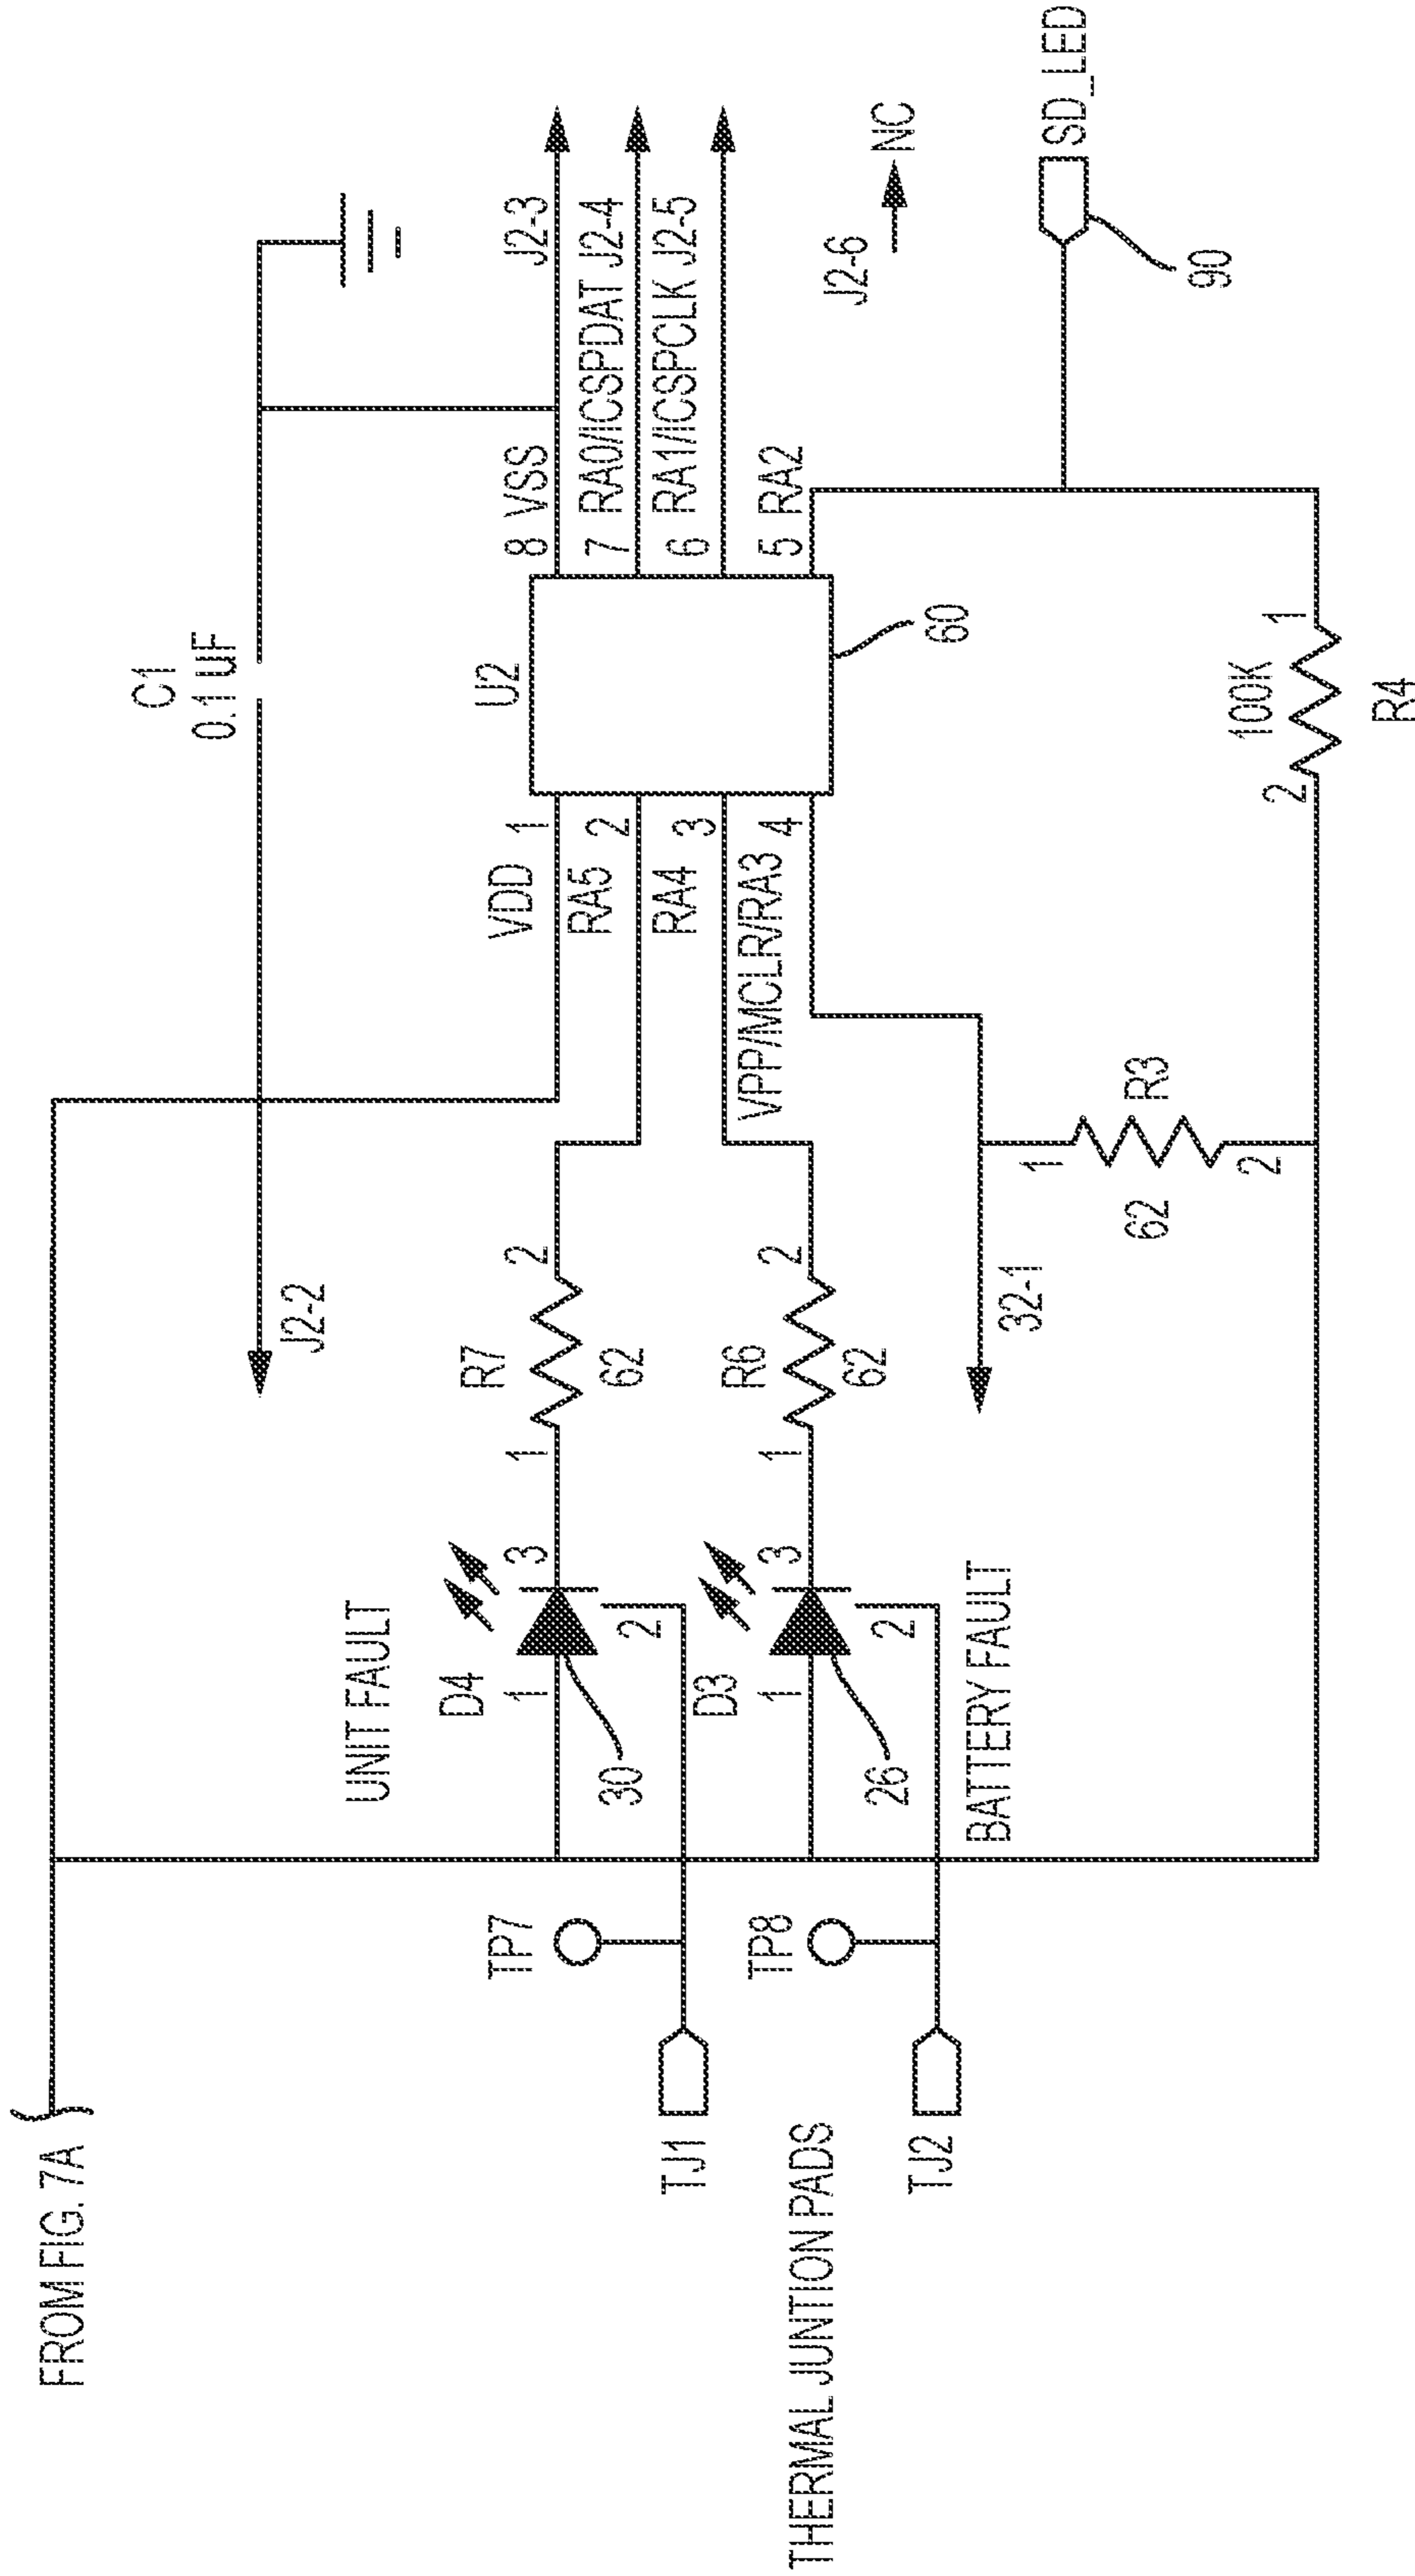 FROM FIG. 7A
C1
0.1 UF
J2-2
UNIT FAULT
D4
1
3
2
30
R7
1
2
62
VDD 1
RA5 2
RA4 3
VPP/MCLR/RA3 4
U2
60
8 VSS
J2-3
7 RA0/ICSPDAT J2-4
6 RA1/ICSPCLK J2-5
5 RA2
TP7
TJ1
D3
1
3
2
26
R6
1
2
62
BATTERY FAULT
TP8
THERMAL JUNTION PADS
TJ2
32-1
J2-6
NC
R3
1
2
62
SD_LED
90
2
100K
1
R4